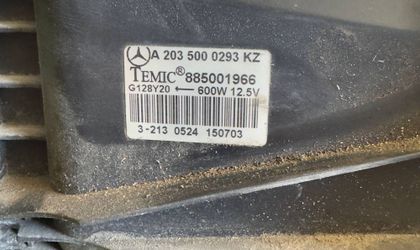 A 203 500 0293 KZ
TEMIC® 885001966
G128Y20 ← 600W 12.5V
3-213 0524 150703